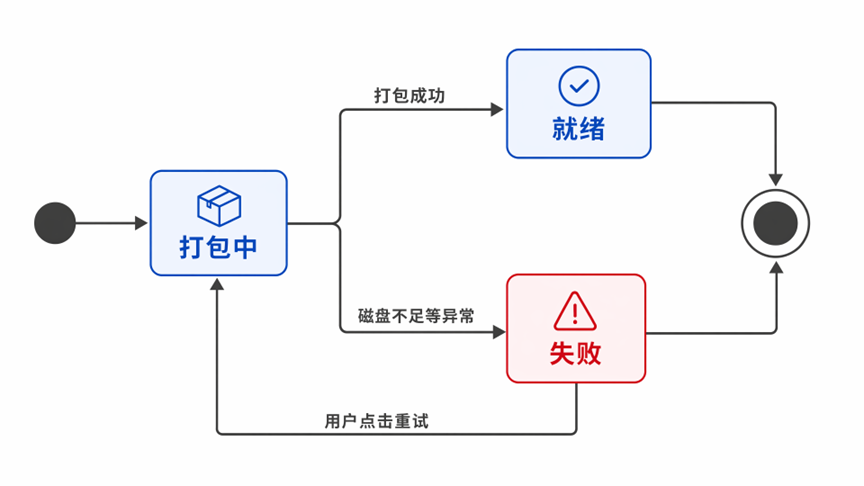 打包成功
就绪
打包中
磁盘不足等异常
失败
用户点击重试